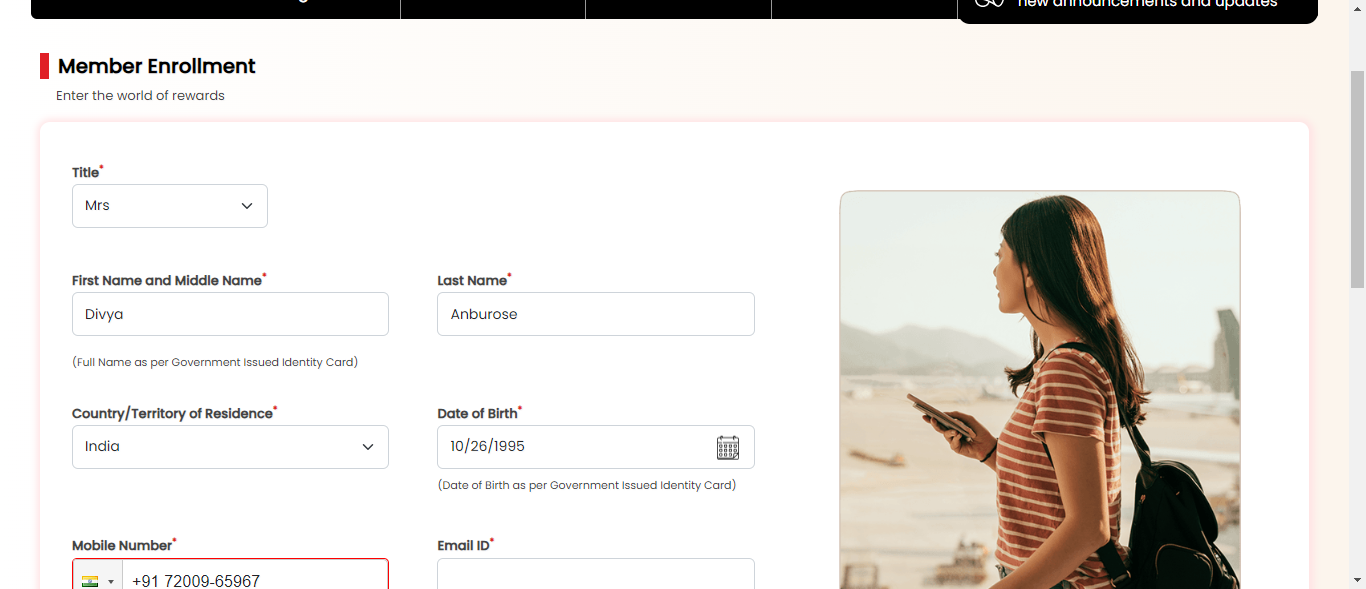 new announcements and updates
Member Enrollment
Enter the world of rewards
Title*
Mrs
First Name and Middle Name*
Last Name*
Divya
Anburose
(Full Name as per Government Issued Identity Card)
Country/Territory of Residence*
Date of Birth*
India
10/26/1995
(Date of Birth as per Government Issued Identity Card)
Mobile Number*
Email ID*
+91 72009-65967